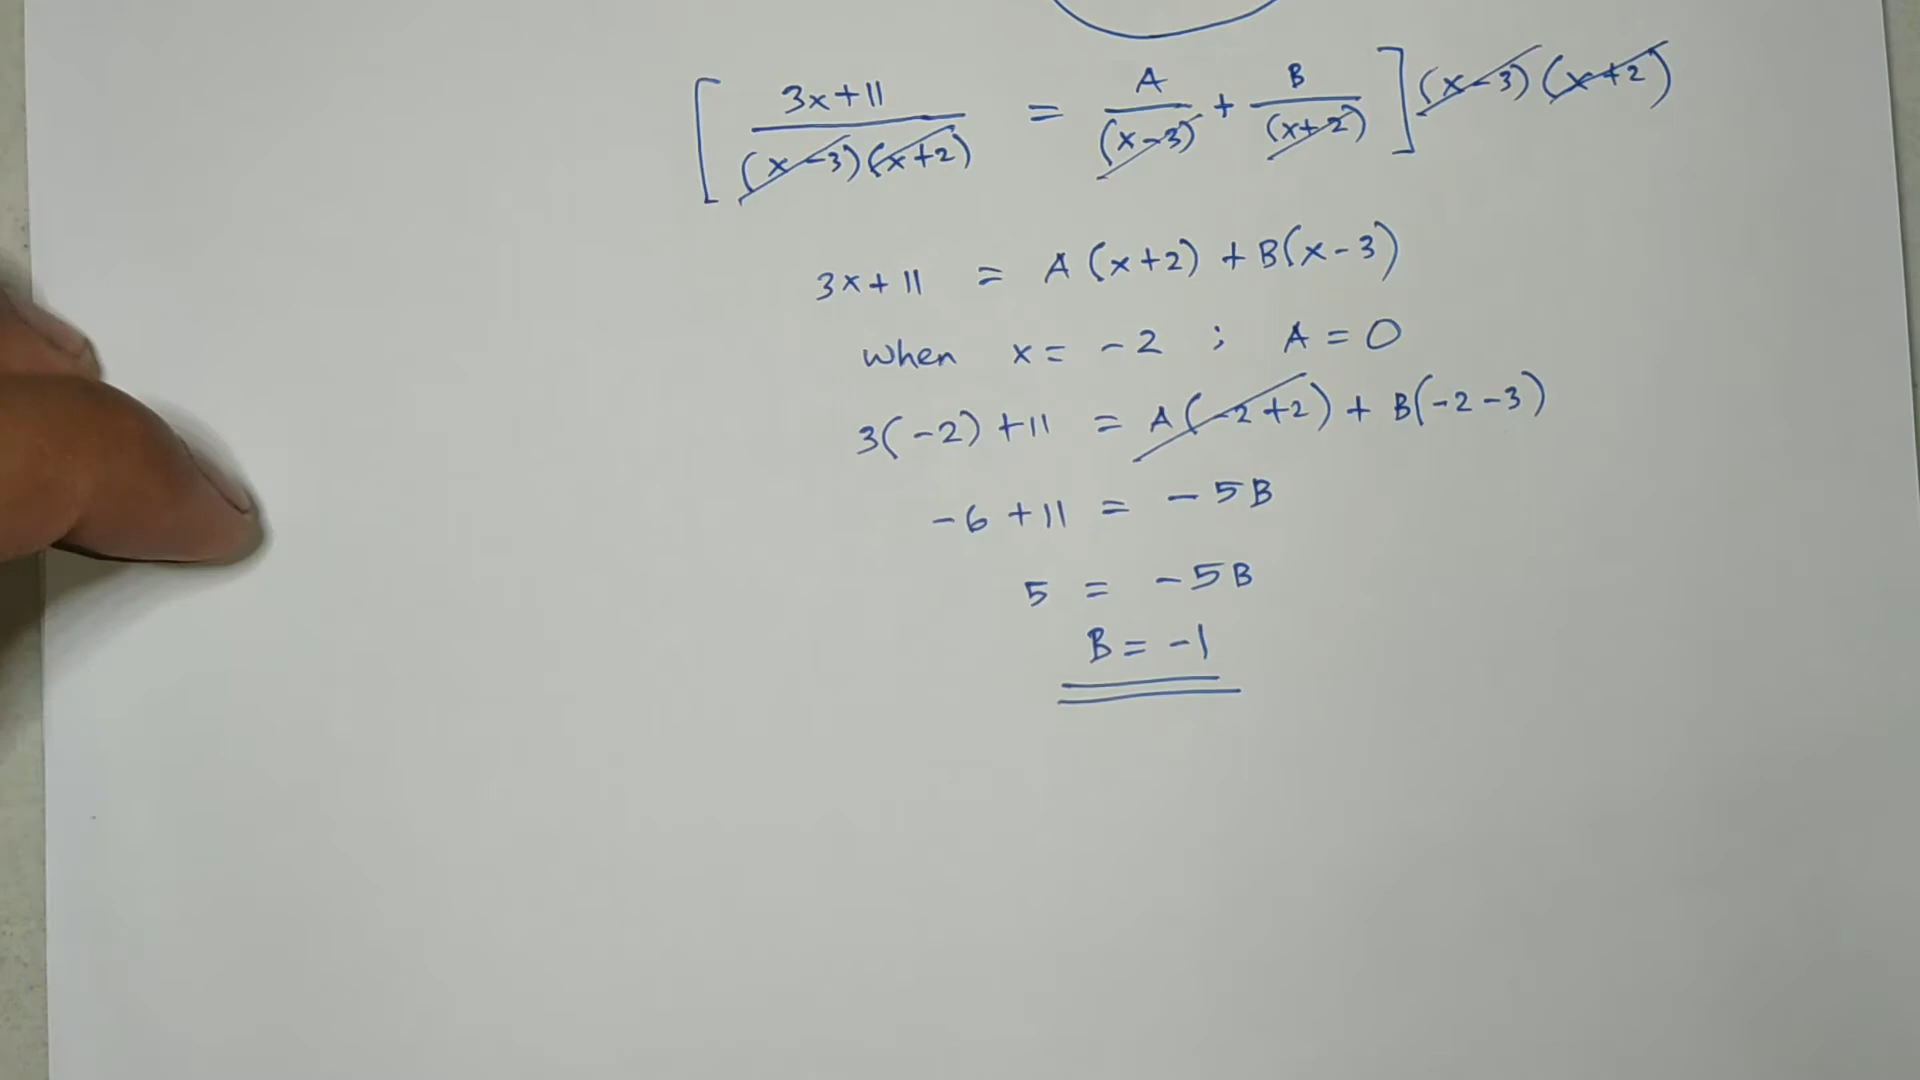 [ 3x+11 / (x-3)(x+2) = A / (x-3) + B / (x+2) ] (x-3)(x+2)
3x+11 = A(x+2) + B(x-3)
when x = -2 ; A = 0
3(-2)+11 = A(-2+2) + B(-2-3)
-6+11 = -5B
5 = -5B
B = -1